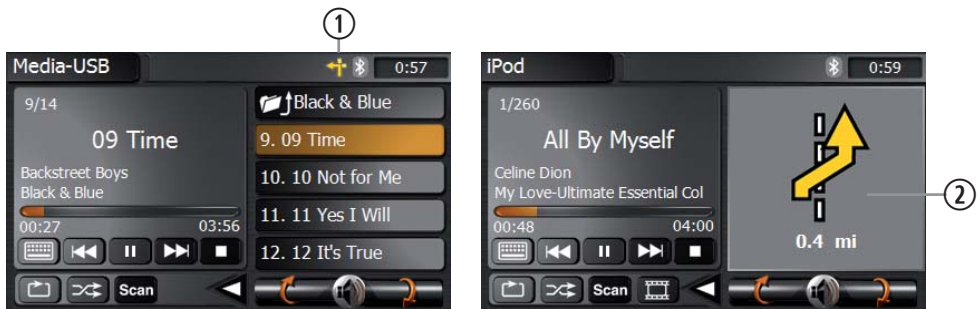 ①
Media-USB
0:57
9/14
09 Time
Backstreet Boys
Black & Blue
00:27
03:56
Scan
Black & Blue
9. 09 Time
10. 10 Not for Me
11. 11 Yes I Will
12. 12 It's True
iPod
0:59
1/260
All By Myself
Celine Dion
My Love-Ultimate Essential Col
00:48
04:00
Scan
0.4 mi
②